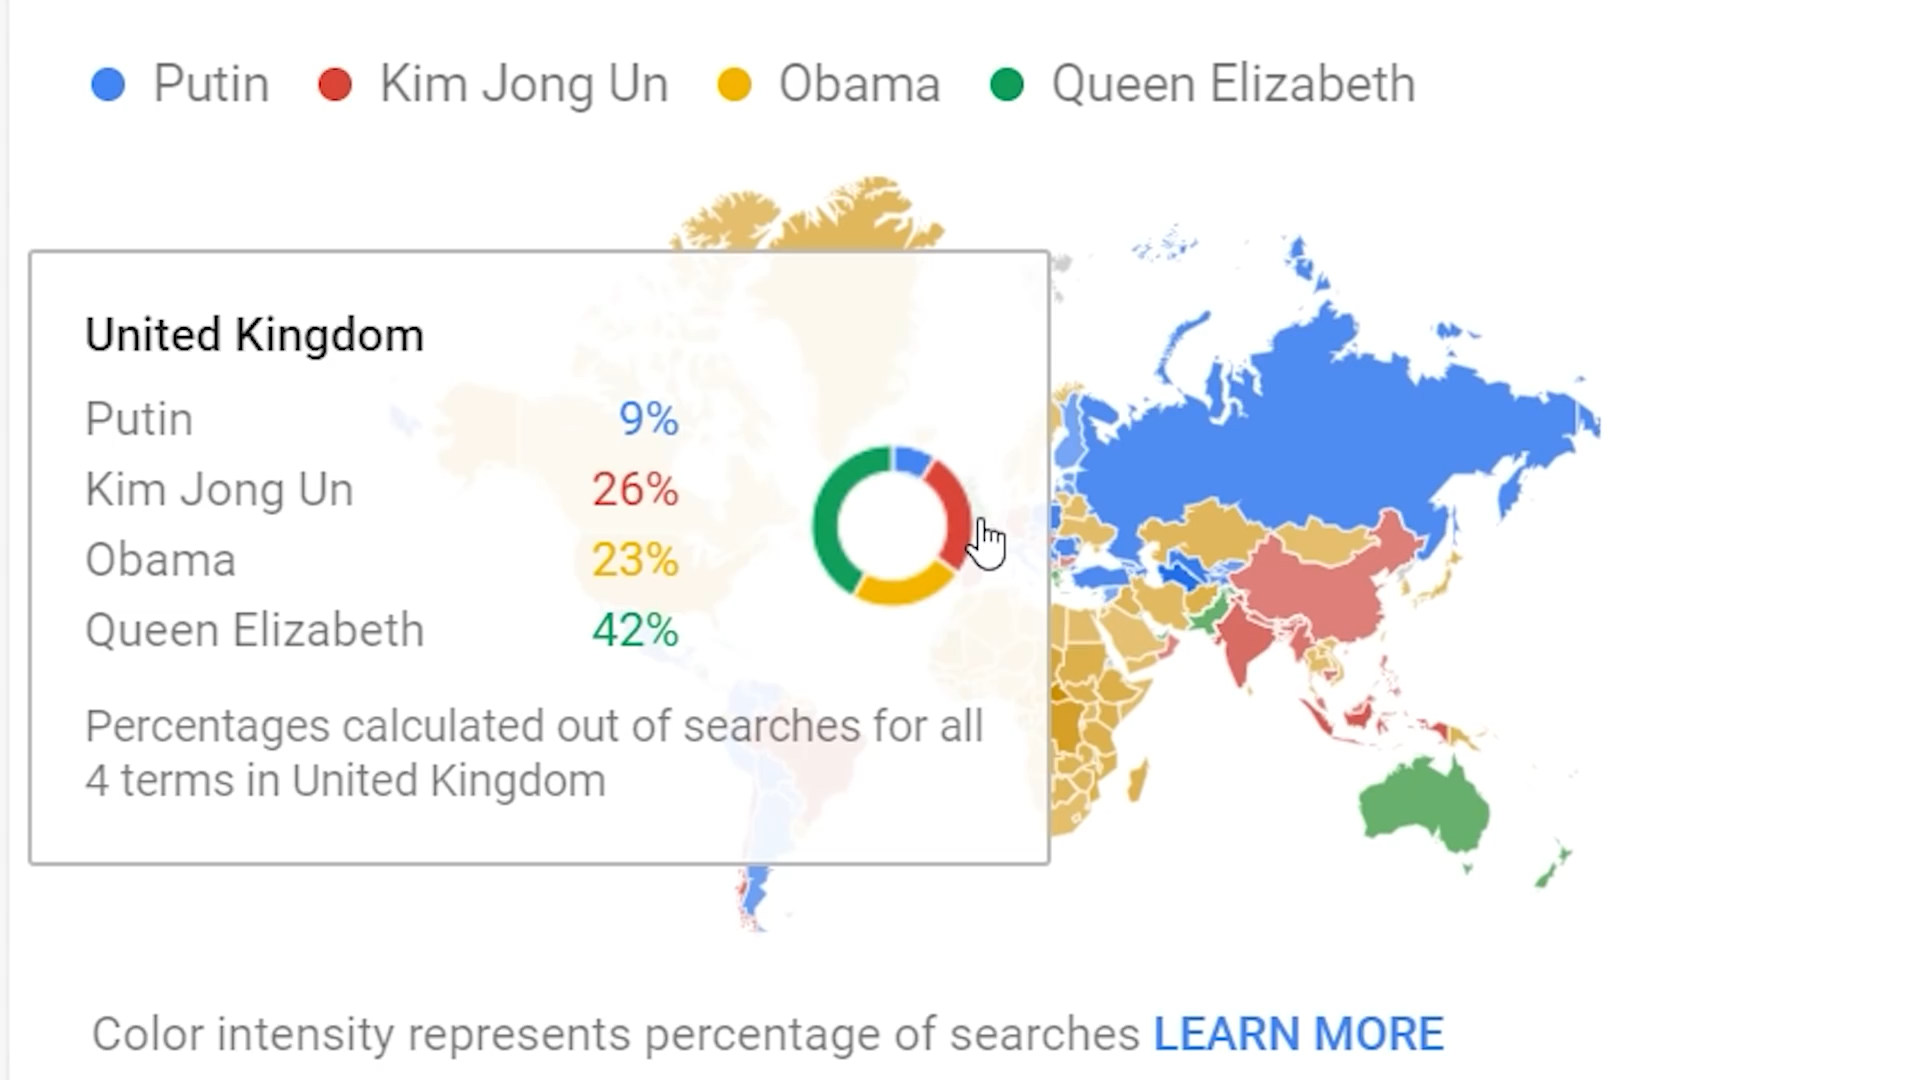 Putin Kim Jong Un Obama Queen Elizabeth
United Kingdom
Putin 9%
Kim Jong Un 26%
Obama 23%
Queen Elizabeth 42%
Percentages calculated out of searches for all
4 terms in United Kingdom
Color intensity represents percentage of searches LEARN MORE